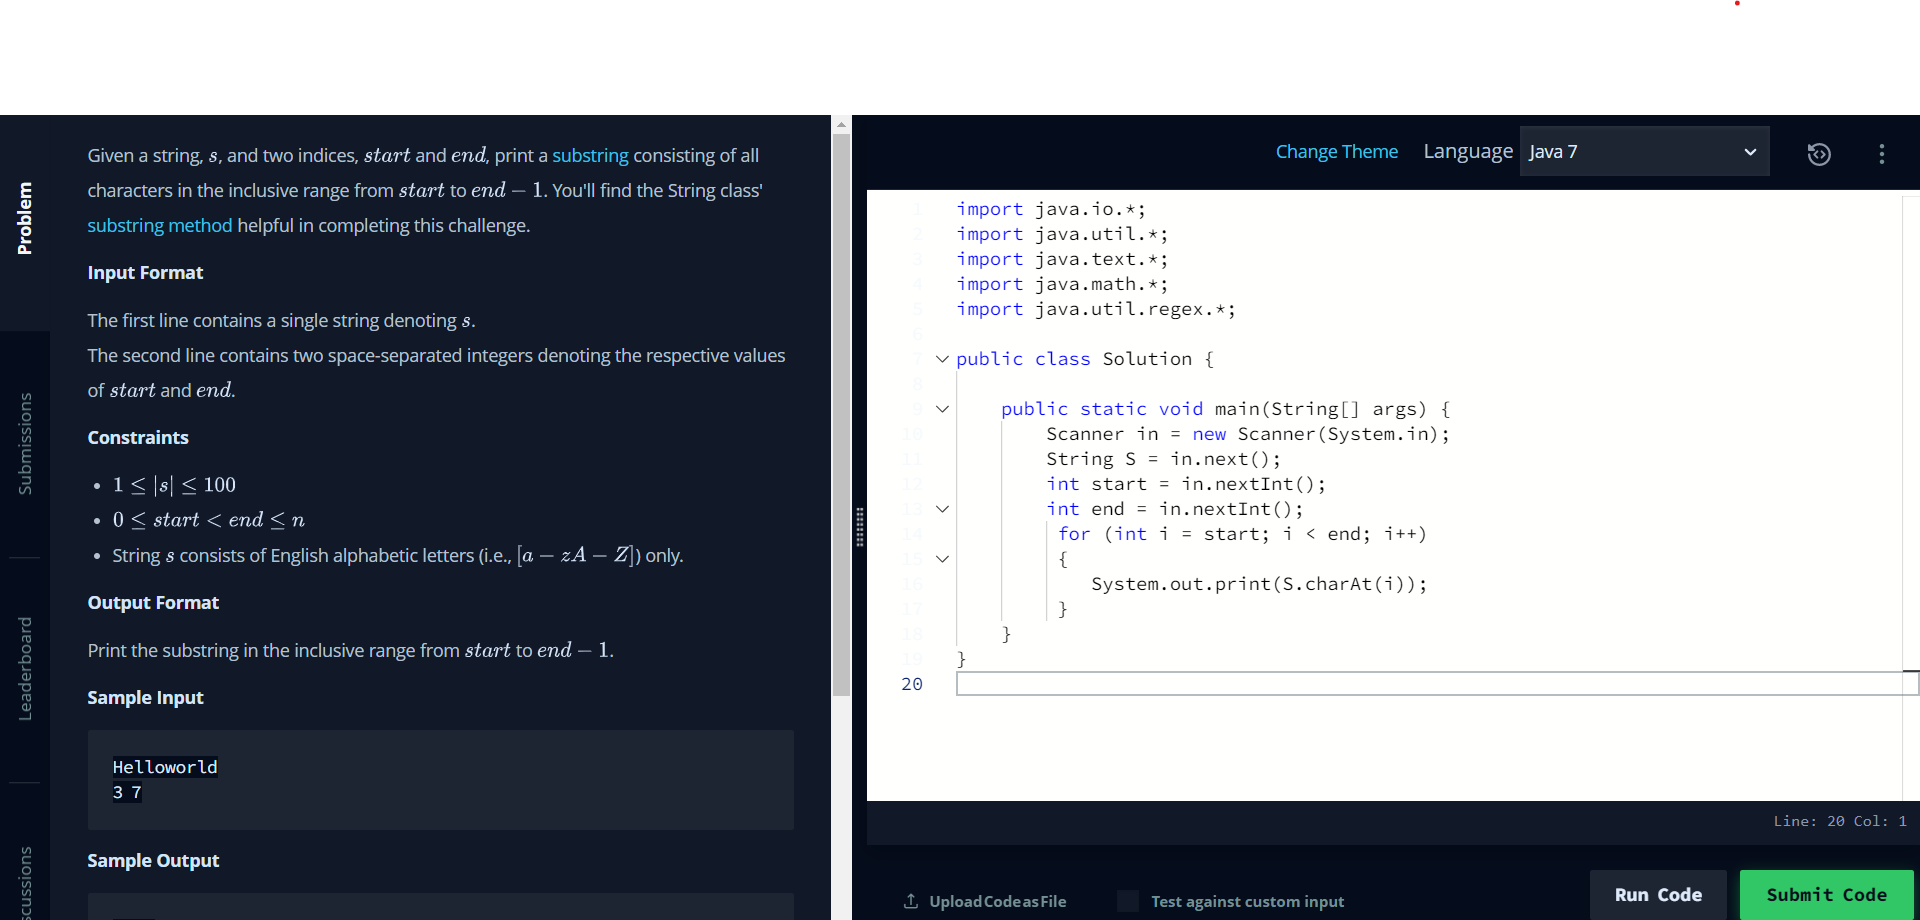 Problem
Submissions
Leaderboard
scussions
Given a string, s, and two indices, start and end, print a substring consisting of all
characters in the inclusive range from start to end − 1. You'll find the String class'
substring method helpful in completing this challenge.
Input Format
The first line contains a single string denoting s.
The second line contains two space-separated integers denoting the respective values
of start and end.
Constraints
• 1 ≤ |s| ≤ 100
• 0 ≤ start < end ≤ n
• String s consists of English alphabetic letters (i.e., [a − zA − Z]) only.
Output Format
Print the substring in the inclusive range from start to end − 1.
Sample Input
Helloworld
3 7
Sample Output
Change Theme Language Java 7
1 import java.io.*;
2 import java.util.*;
3 import java.text.*;
4 import java.math.*;
5 import java.util.regex.*;
6
7 public class Solution {
8
9 public static void main(String[] args) {
10 Scanner in = new Scanner(System.in);
11 String S = in.next();
12 int start = in.nextInt();
13 int end = in.nextInt();
14 for (int i = start; i < end; i++)
15 {
16 System.out.print(S.charAt(i));
17 }
18 }
19 }
20
Line: 20 Col: 1
Upload Code as File
Test against custom input
Run Code
Submit Code